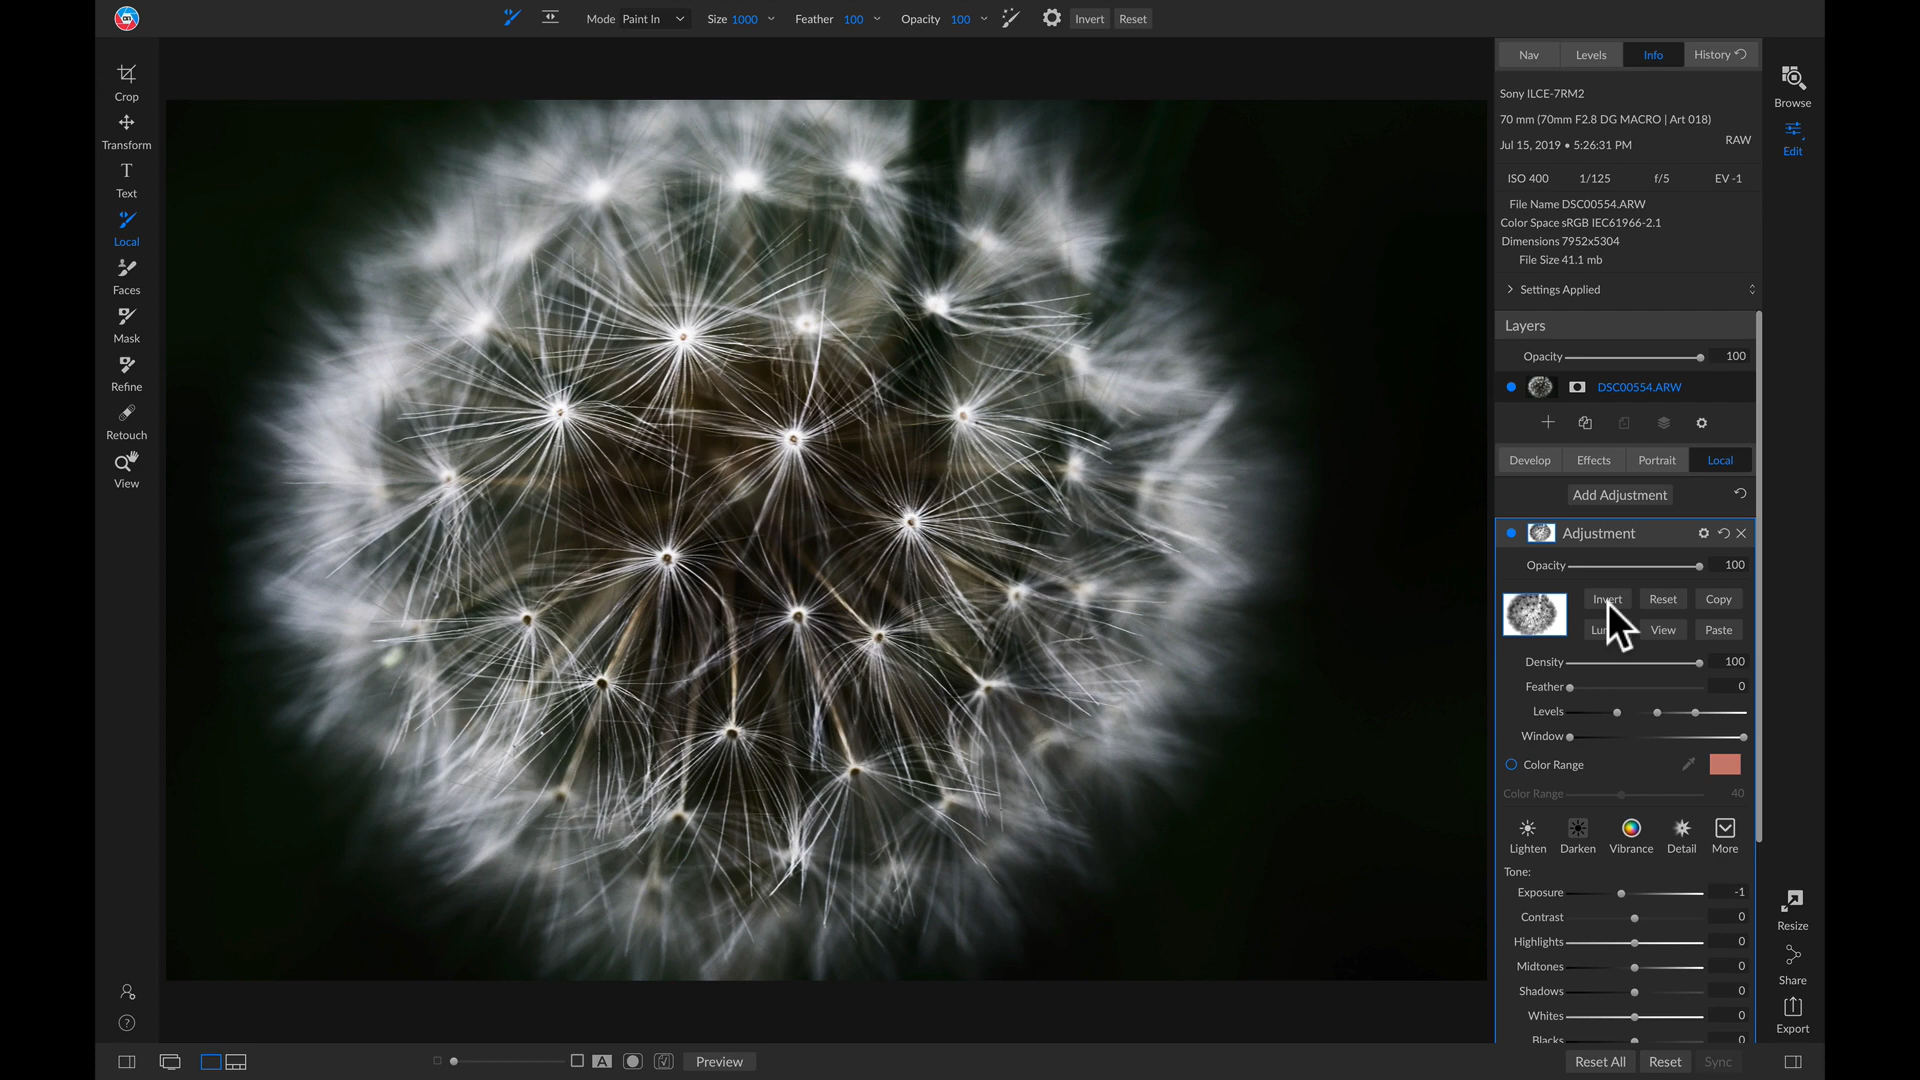 Mode Paint In Size 1000 Feather 100 Opacity 100 Invert Reset
Crop
Transform
Text
Local
Faces
Mask
Refine
Retouch
View
Nav Levels Info History
Sony ILCE-7RM2
70 mm (70mm F2.8 DG MACRO | Art 018)
RAW
Jul 15, 2019 • 5:26:31 PM
ISO 400 1/125 f/5 EV -1
File Name DSC00554.ARW
Color Space sRGB IEC61966-2.1
Dimensions 7952x5304
File Size 41.1 mb
Settings Applied
Layers
Opacity 100
DSC00554.ARW
Develop Effects Portrait Local
Add Adjustment
Adjustment
Opacity 100
Invert Reset Copy
View Paste
Density 100
Feather 0
Levels
Window
Color Range
Color Range 40
Lighten Darken Vibrance Detail More
Tone:
Exposure -1
Contrast 0
Highlights 0
Midtones 0
Shadows 0
Whites 0
Blacks 0
Browse
Edit
Resize
Share
Export
A Preview
Reset All Reset Sync